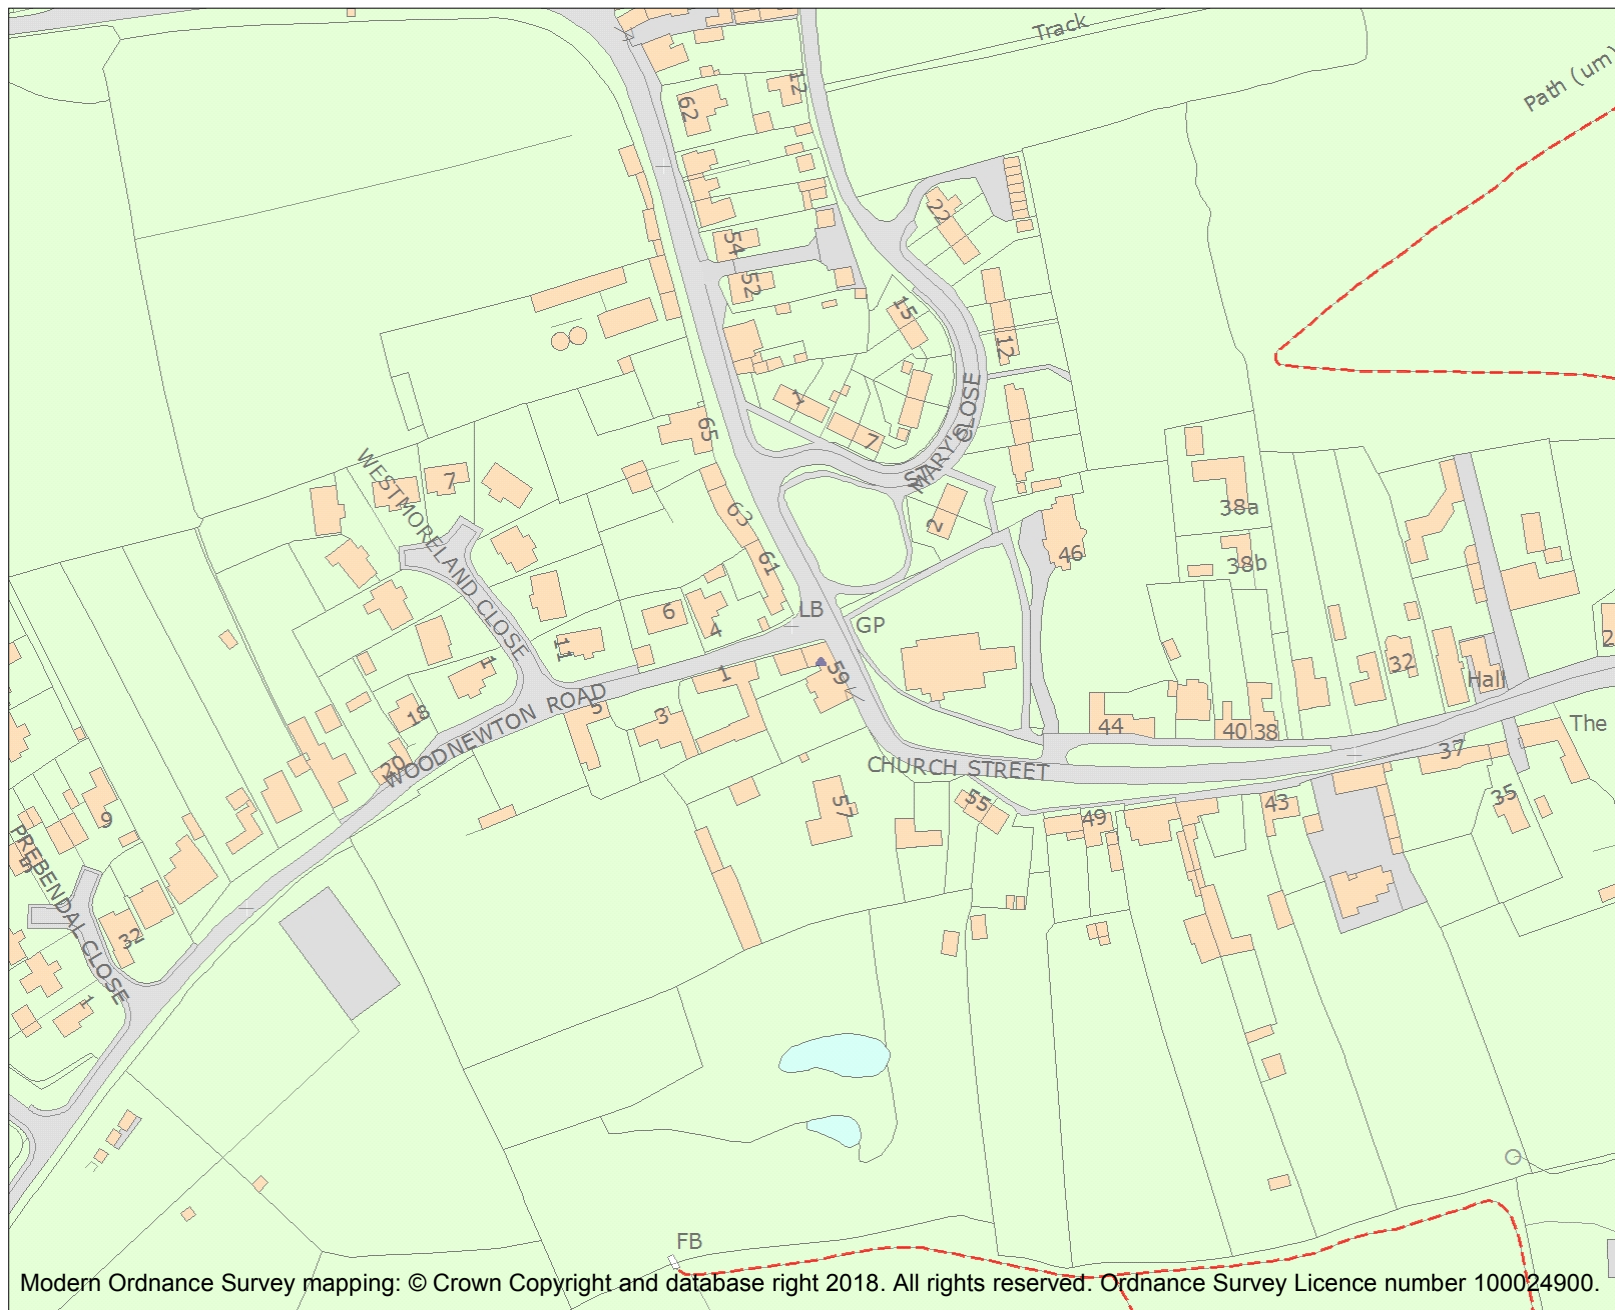 Track
Path (um)
12
62
22
54
52
15
12
1
7
65
ST MARY'S CLOSE
WESTMORELAND CLOSE
7
63
2
38a
46
38b
61
LB
GP
6
4
11
1
1
59
32
Hall
2
18
5
3
44
40
38
The
37
20
WOODNEWTON ROAD
CHURCH STREET
55
57
49
43
35
9
5
PREBENDAL CLOSE
32
1
FB
Modern Ordnance Survey mapping: © Crown Copyright and database right 2018. All rights reserved. Ordnance Survey Licence number 100024900.